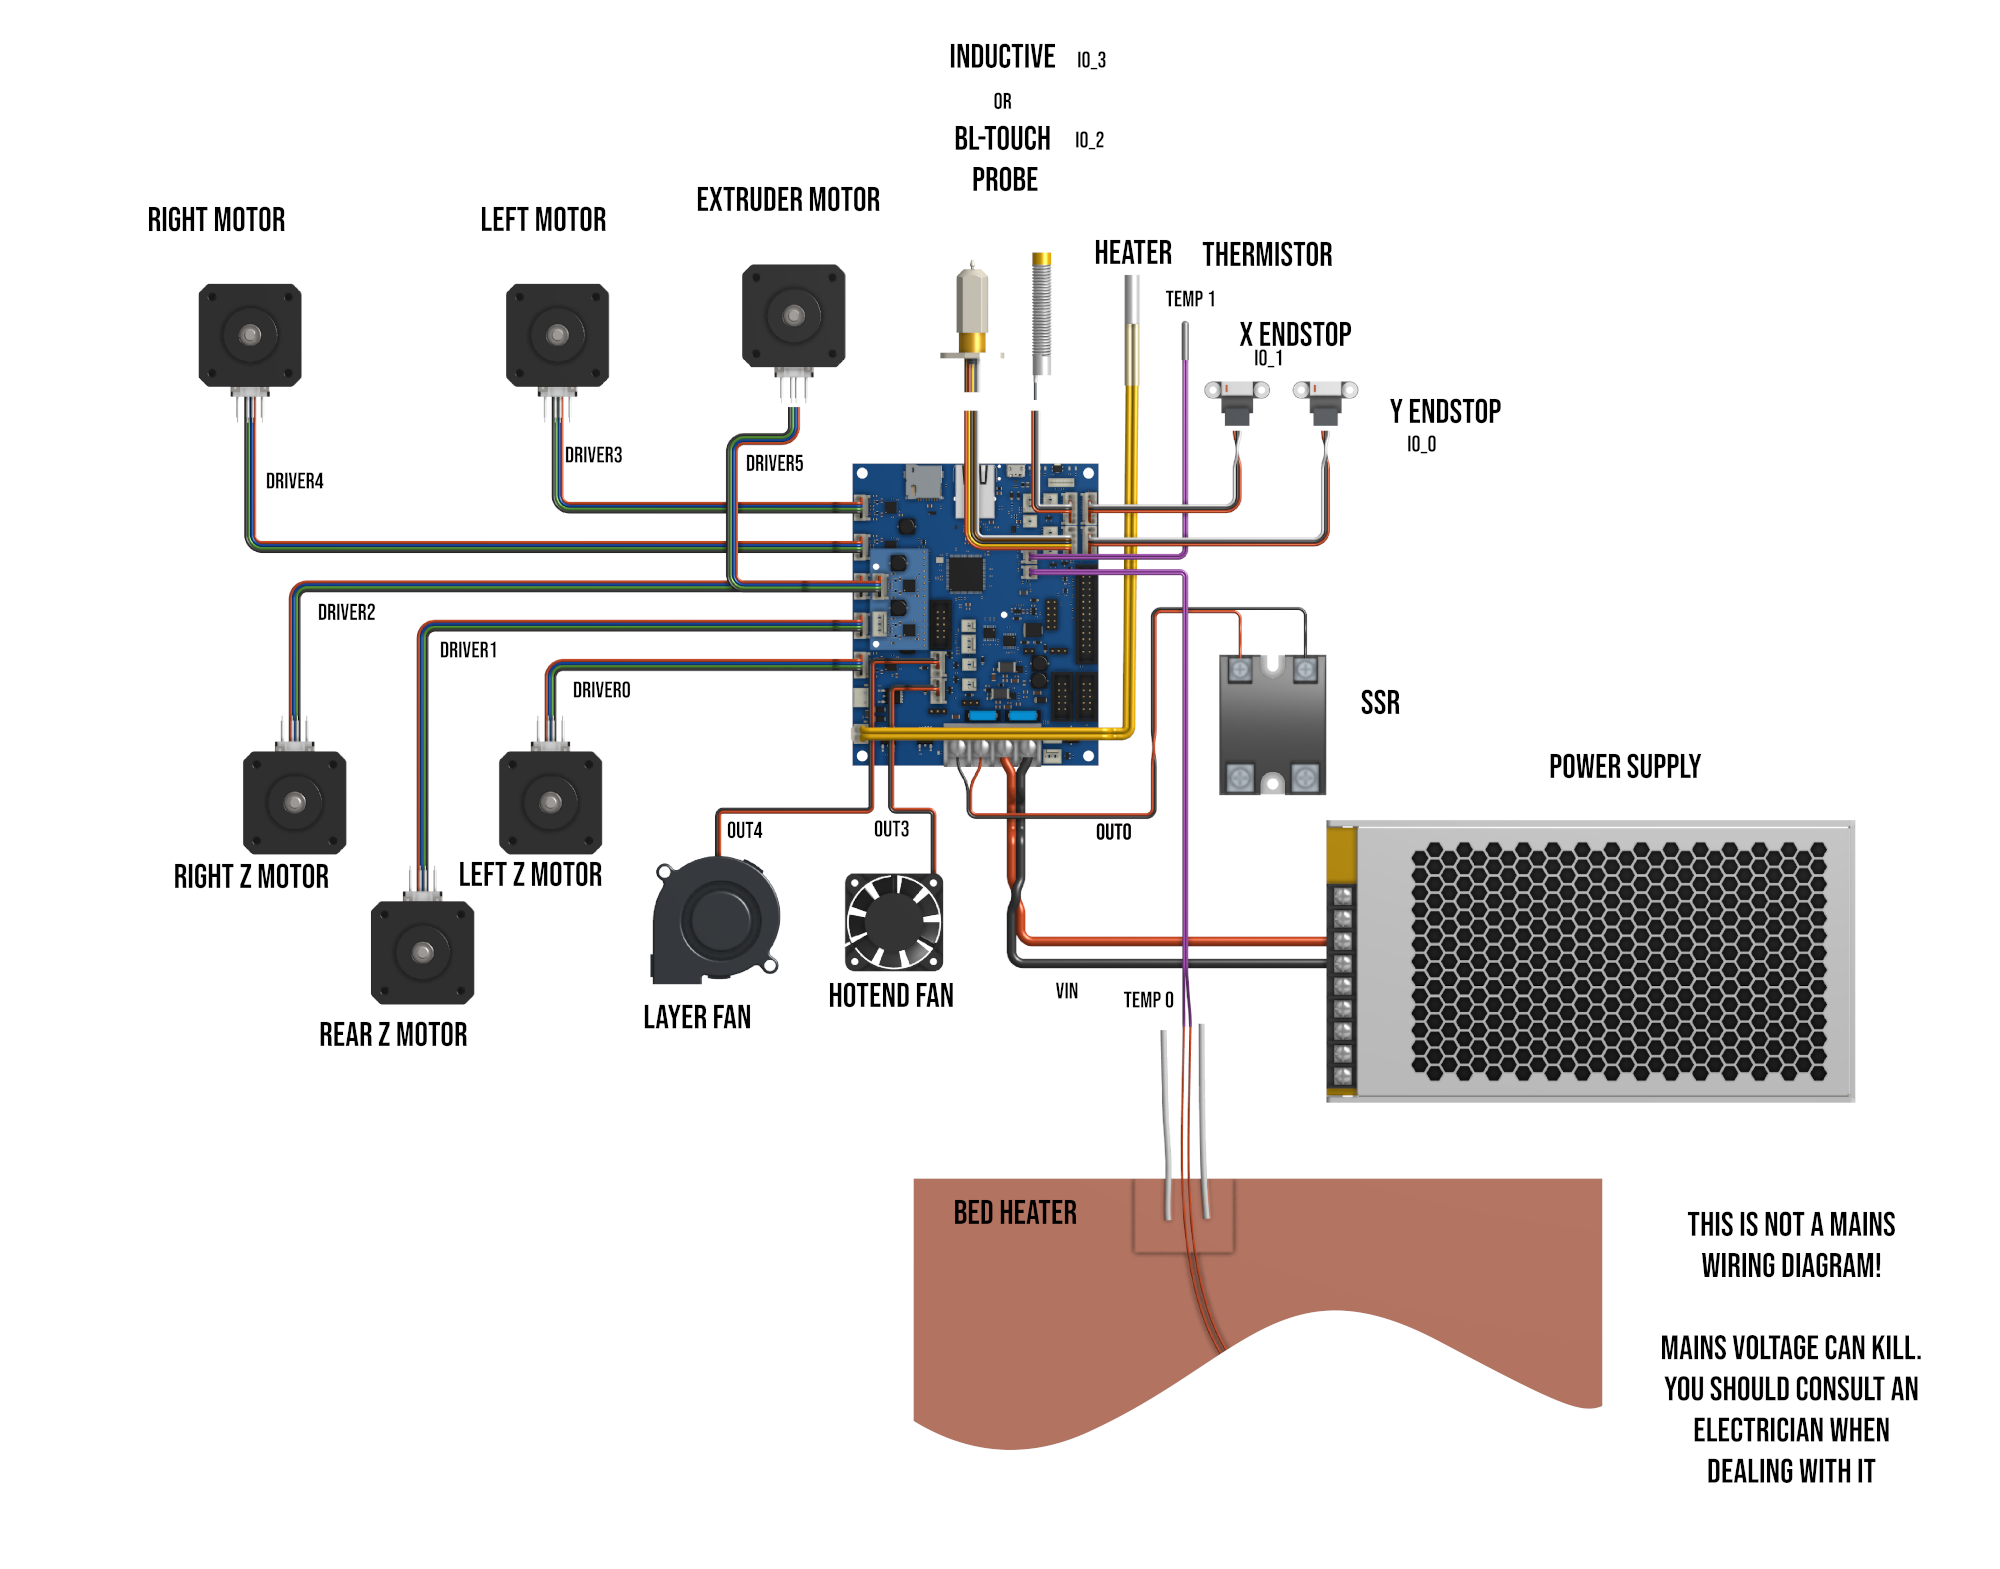 INDUCTIVE IO_3
OR
BL-TOUCH IO_2
PROBE
RIGHT MOTOR
LEFT MOTOR
EXTRUDER MOTOR
HEATER
THERMISTOR
TEMP 1
X ENDSTOP
IO_1
Y ENDSTOP
IO_0
DRIVER4
DRIVER3
DRIVER5
DRIVER2
DRIVER1
DRIVER0
SSR
POWER SUPPLY
OUT4
OUT3
OUT0
RIGHT Z MOTOR
LEFT Z MOTOR
REAR Z MOTOR
LAYER FAN
HOTEND FAN
VIN
TEMP 0
BED HEATER
THIS IS NOT A MAINS
WIRING DIAGRAM!
MAINS VOLTAGE CAN KILL.
YOU SHOULD CONSULT AN
ELECTRICIAN WHEN
DEALING WITH IT